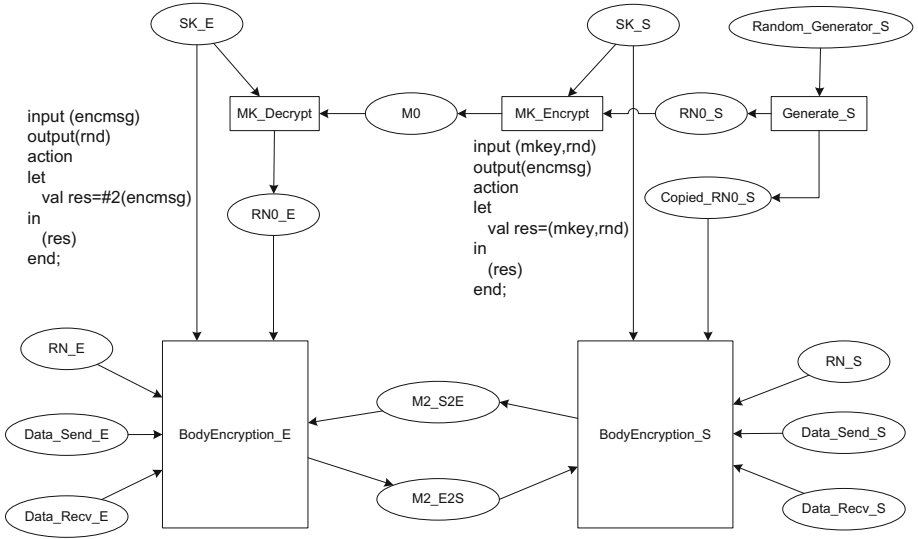 SK_E
SK_S
Random_Generator_S
MK_Decrypt
M0
MK_Encrypt
RN0_S
Generate_S
input (encmsg)
output(rnd)
action
let
val res=#2(encmsg)
in
(res)
end;
input (mkey,rnd)
output(encmsg)
action
let
val res=(mkey,rnd)
in
(res)
end;
RN0_E
Copied_RN0_S
RN_E
Data_Send_E
Data_Recv_E
BodyEncryption_E
M2_S2E
M2_E2S
BodyEncryption_S
RN_S
Data_Send_S
Data_Recv_S